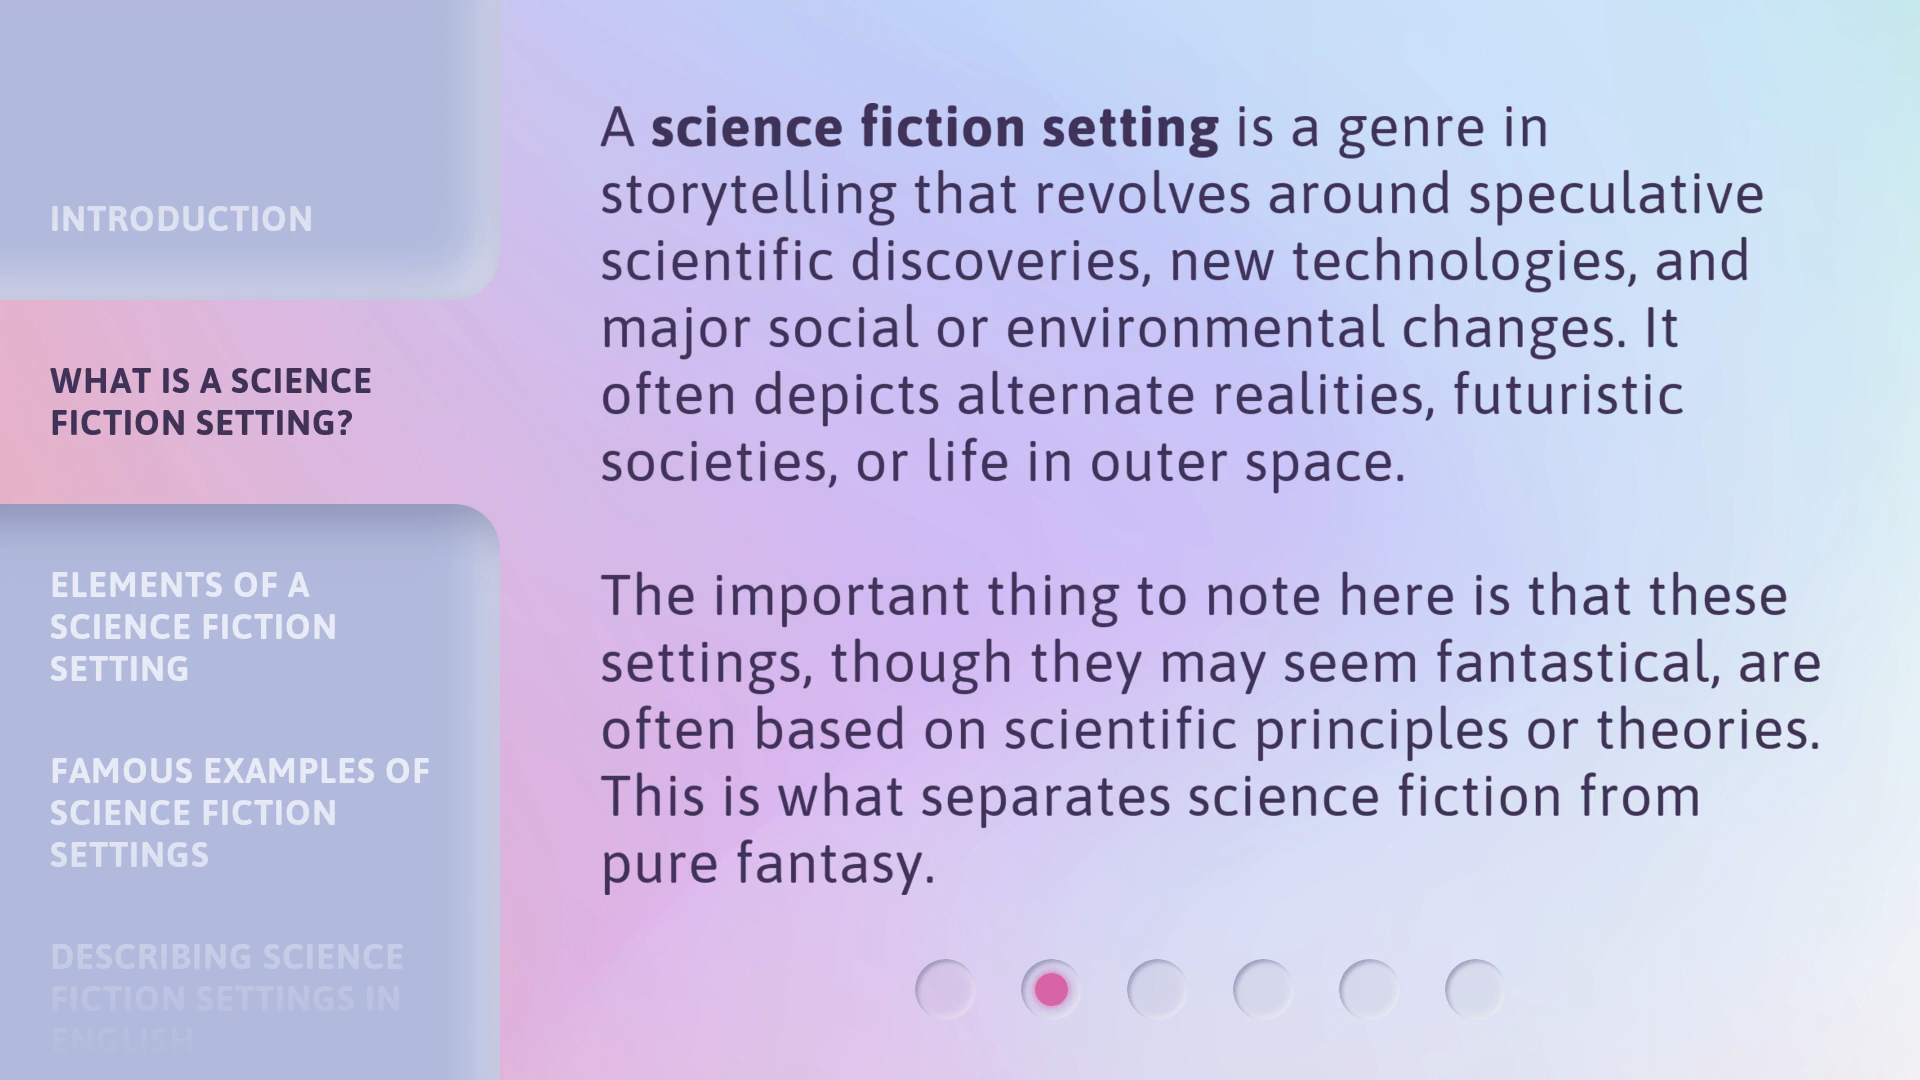 INTRODUCTION
WHAT IS A SCIENCE
FICTION SETTING?
ELEMENTS OF A
SCIENCE FICTION
SETTING
FAMOUS EXAMPLES OF
SCIENCE FICTION
SETTINGS
DESCRIBING SCIENCE
FICTION SETTINGS IN
ENGLISH
A science fiction setting is a genre in
storytelling that revolves around speculative
scientific discoveries, new technologies, and
major social or environmental changes. It
often depicts alternate realities, futuristic
societies, or life in outer space.
The important thing to note here is that these
settings, though they may seem fantastical, are
often based on scientific principles or theories.
This is what separates science fiction from
pure fantasy.